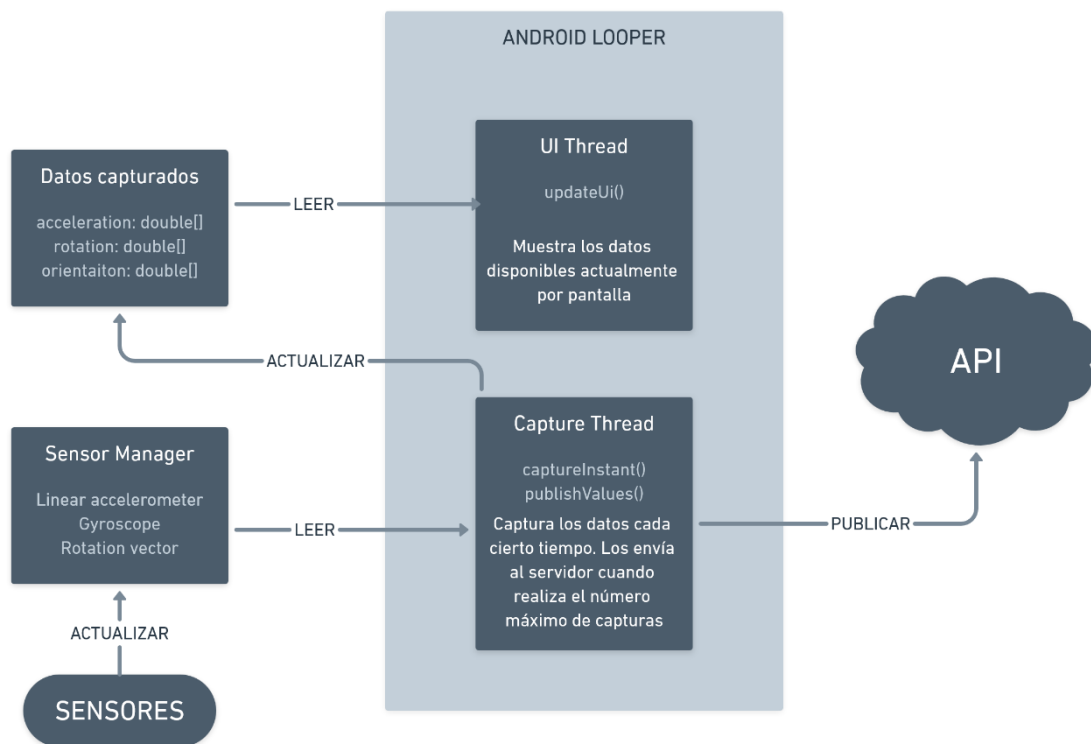 ANDROID LOOPER
UI Thread
updateUi()
Muestra los datos
disponibles actualmente
por pantalla
Datos capturados
acceleration: double[]
rotation: double[]
orientaiton: double[]
LEER
ACTUALIZAR
API
Capture Thread
captureInstant()
publishValues()
Captura los datos cada
cierto tiempo. Los envía
al servidor cuando
realiza el número
máximo de capturas
Sensor Manager
Linear accelerometer
Gyroscope
Rotation vector
LEER
PUBLICAR
ACTUALIZAR
SENSORES